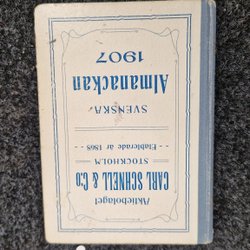 Aktiebolaget
CARL SCHNELL & Co
STOCKHOLM
- Etablerade år 1868 -
SVENSKA
Almanackan
1907